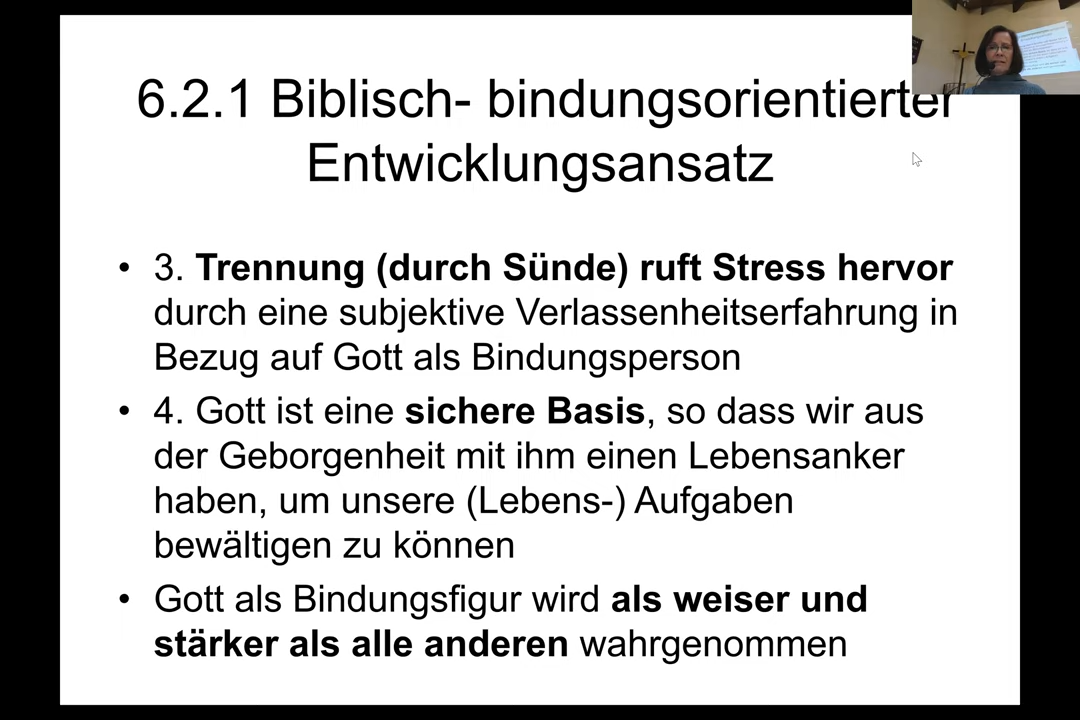 6.2.1 Biblisch- bindungsorientierter
Entwicklungsansatz
• 3. Trennung (durch Sünde) ruft Stress hervor
durch eine subjektive Verlassenheitserfahrung in
Bezug auf Gott als Bindungsperson
• 4. Gott ist eine sichere Basis, so dass wir aus
der Geborgenheit mit ihm einen Lebensanker
haben, um unsere (Lebens-) Aufgaben
bewältigen zu können
• Gott als Bindungsfigur wird als weiser und
stärker als alle anderen wahrgenommen